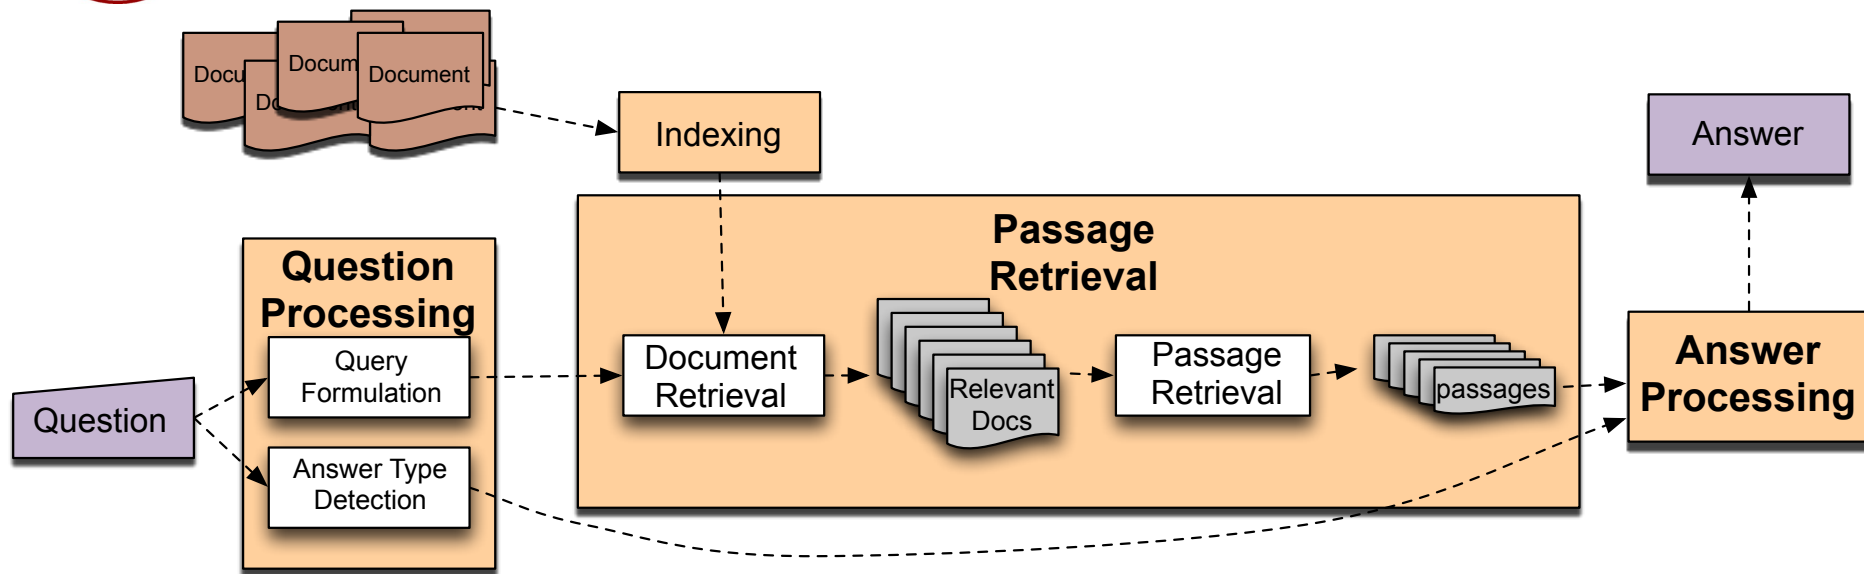 Document
Indexing
Answer
Passage
Retrieval
Question
Processing
Query
Formulation
Document
Retrieval
Relevant
Docs
Passage
Retrieval
passages
Answer
Processing
Question
Answer Type
Detection